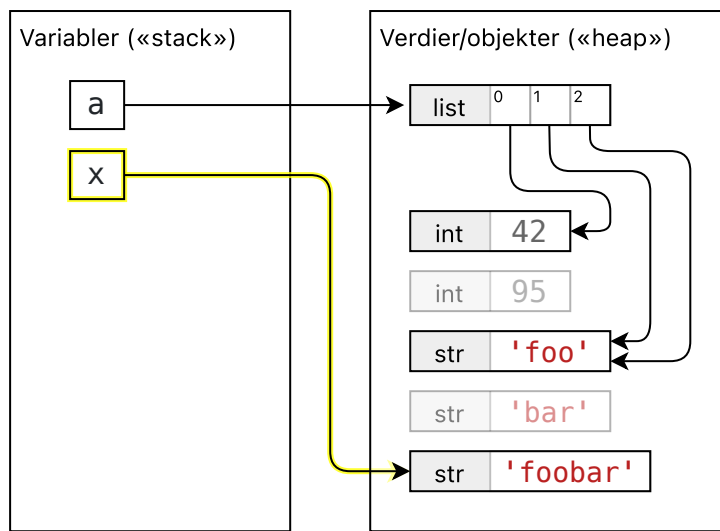 Variabler («stack»)
Verdier/objekter («heap»)
a
list 0 1 2
x
int 42
int 95
str 'foo'
str 'bar'
str 'foobar'